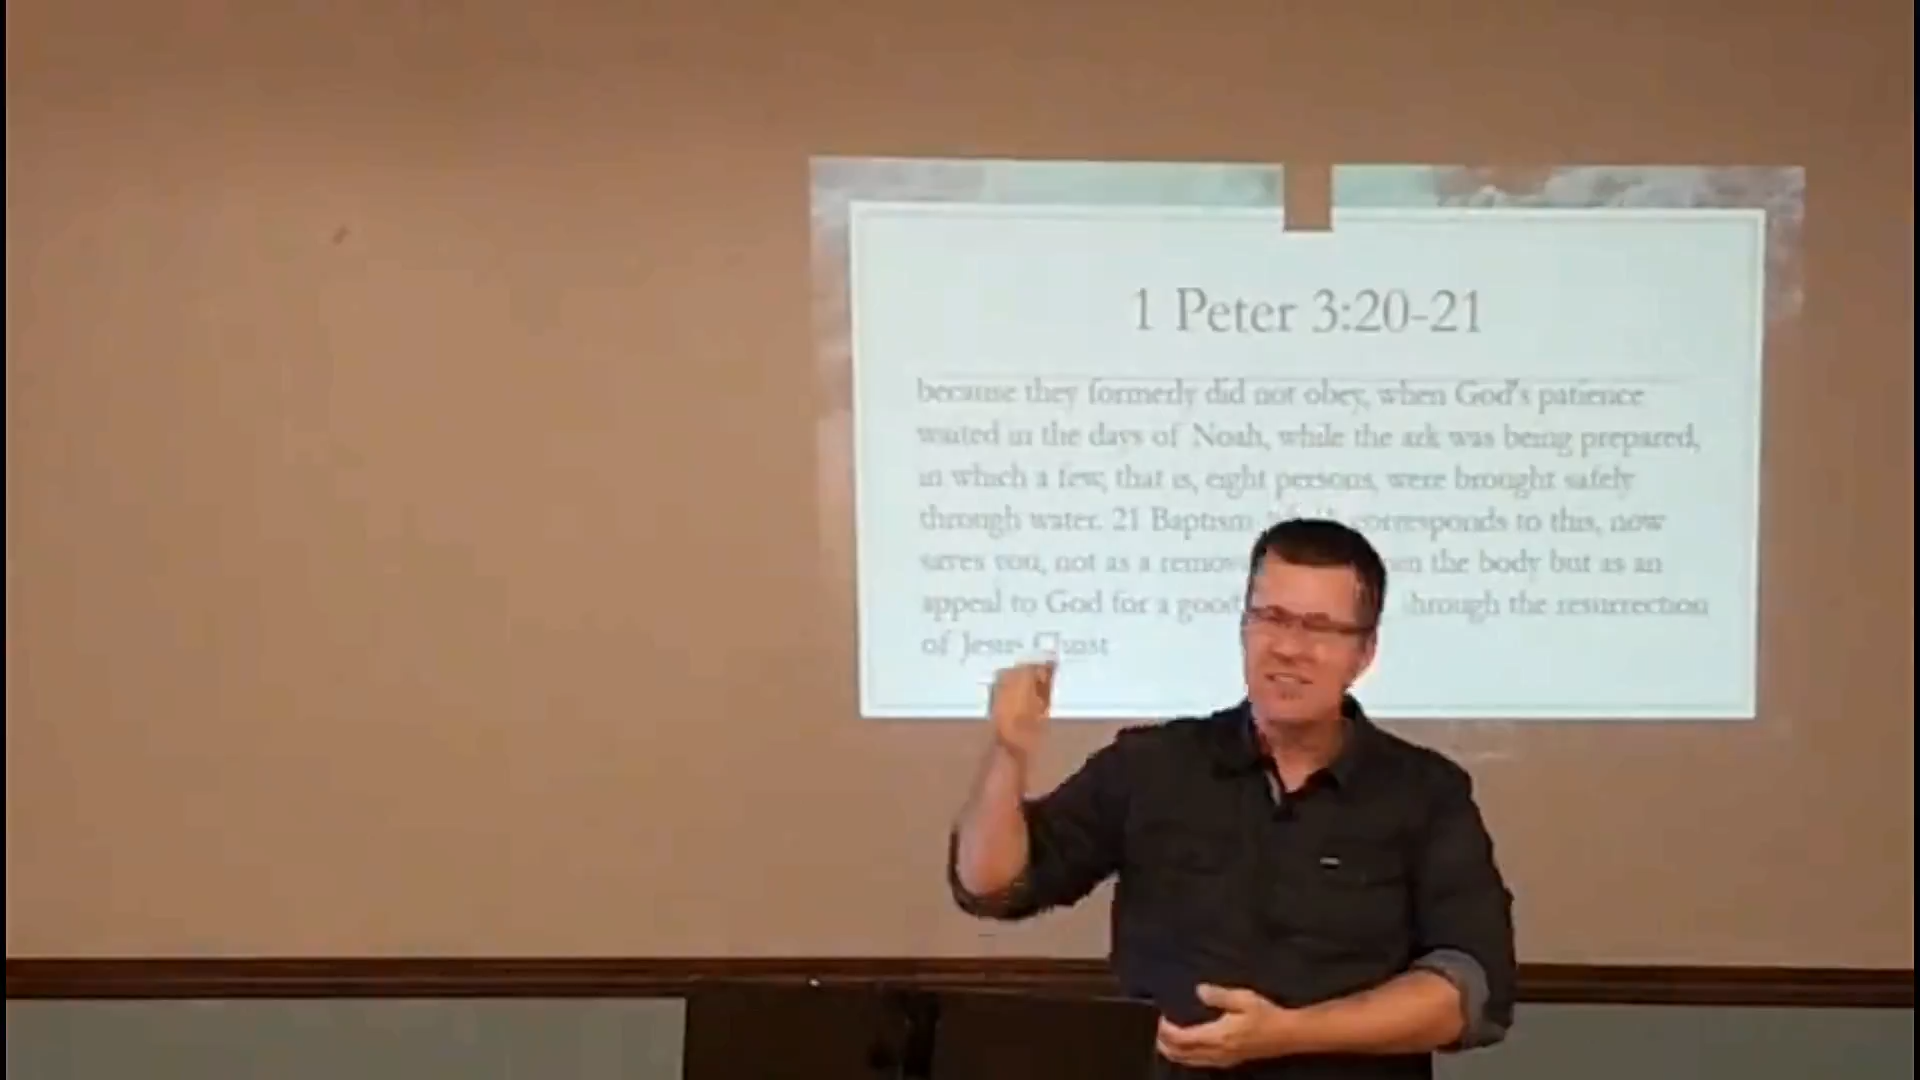 1 Peter 3:20-21
because they formerly did not obey, when God's patience
waited in the days of Noah, while the ark was being prepared,
in which a few, that is, eight persons, were brought safely
through water. 21 Baptism corresponds to this, now
saves you, not as a the body but as an
appeal to God for a through the resurrection
of Jesus Christ